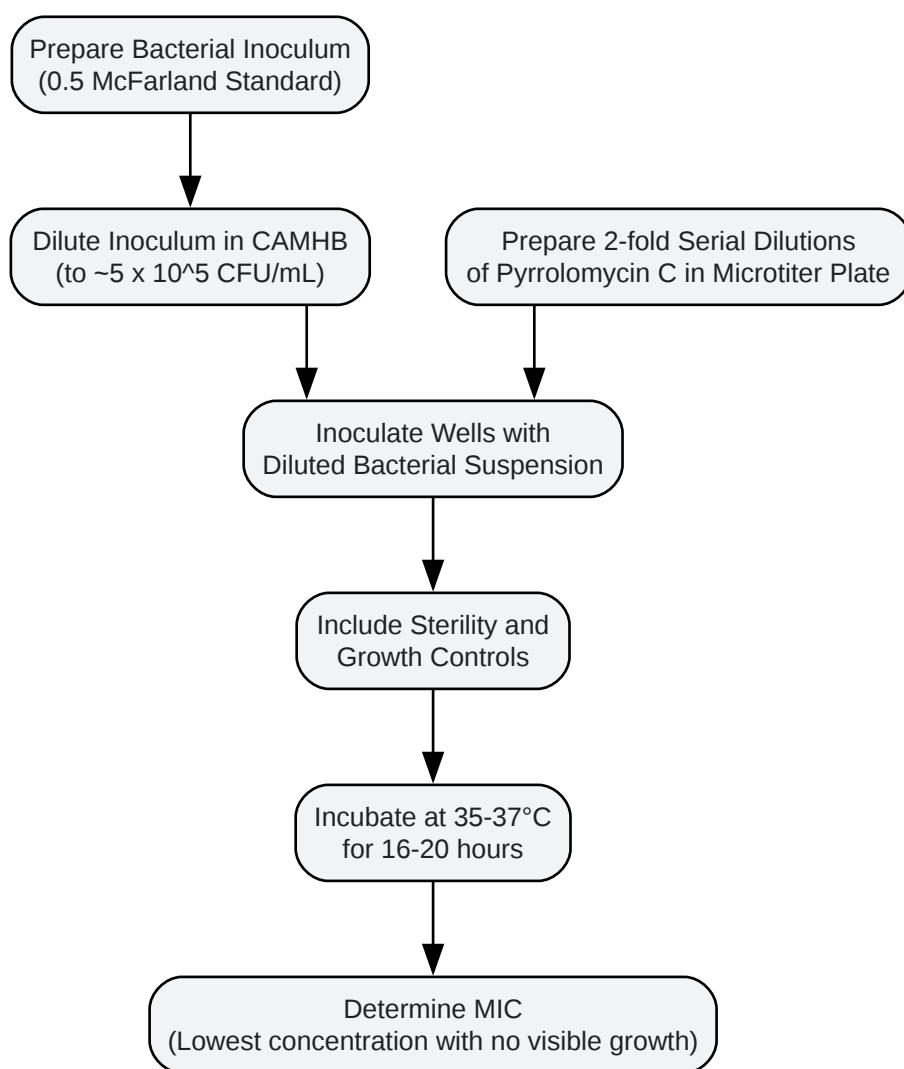 Prepare Bacterial Inoculum
(0.5 McFarland Standard)
Dilute Inoculum in CAMHB
(to ~5 x 10^5 CFU/mL)
Prepare 2-fold Serial Dilutions
of Pyrrolomycin C in Microtiter Plate
Inoculate Wells with
Diluted Bacterial Suspension
Include Sterility and
Growth Controls
Incubate at 35-37°C
for 16-20 hours
Determine MIC
(Lowest concentration with no visible growth)